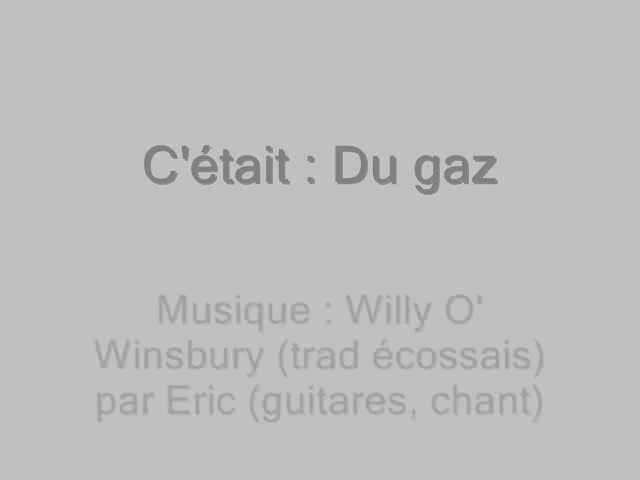 C'était : Du gaz
Musique : Willy O'
Winsbury (trad écossais)
par Eric (guitares, chant)